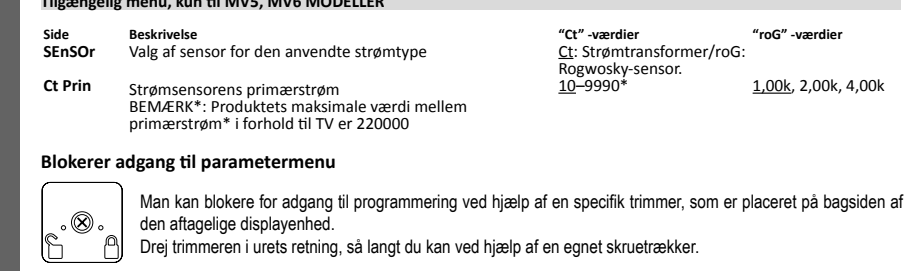 Tilgængelig menu, kun til MV5, MV6 MODELLER
Side Beskrivelse “Ct” -værdier “roG” -værdier
SEnSOr Valg af sensor for den anvendte strømtype Ct: Strømtransformer/roG:
Rogwosky-sensor.
Ct Prin Strømsensorens primærstrøm 10–9990* 1,00k, 2,00k, 4,00k
BEMÆRK*: Produktets maksimale værdi mellem
primærstrøm* i forhold til TV er 220000
Blokerer adgang til parametermenu
Man kan blokere for adgang til programmering ved hjælp af en specifik trimmer, som er placeret på bagsiden af
den aftagelige displayenhed.
Drej trimmeren i urets retning, så langt du kan ved hjælp af en egnet skruetrækker.